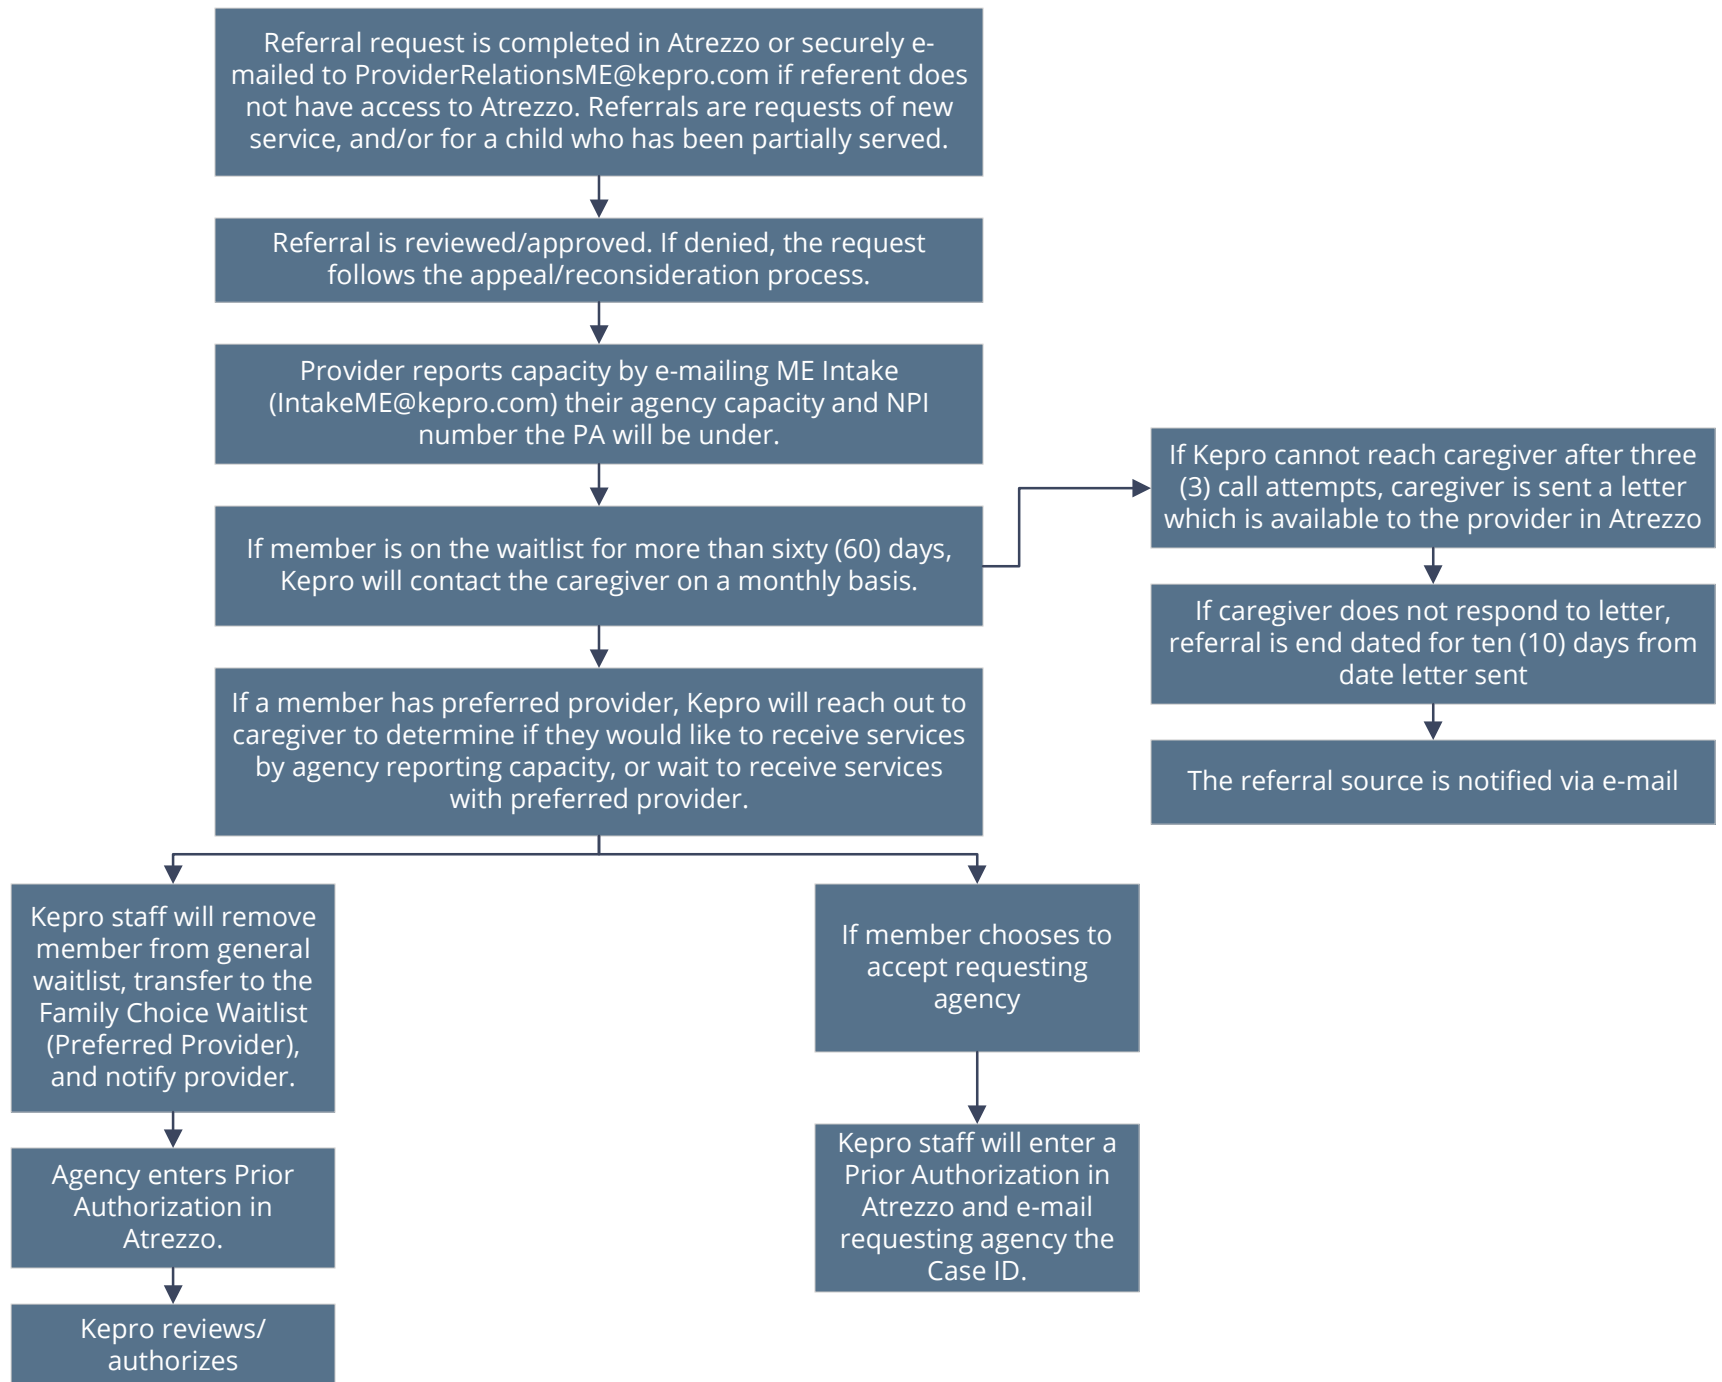 Referral request is completed in Atrezzo or securely e-
mailed to ProviderRelationsME@kepro.com if referent does
not have access to Atrezzo. Referrals are requests of new
service, and/or for a child who has been partially served.
Referral is reviewed/approved. If denied, the request
follows the appeal/reconsideration process.
Provider reports capacity by e-mailing ME Intake
(IntakeME@kepro.com) their agency capacity and NPI
number the PA will be under.
If member is on the waitlist for more than sixty (60) days,
Kepro will contact the caregiver on a monthly basis.
If Kepro cannot reach caregiver after three
(3) call attempts, caregiver is sent a letter
which is available to the provider in Atrezzo
If caregiver does not respond to letter,
referral is end dated for ten (10) days from
date letter sent
The referral source is notified via e-mail
If a member has preferred provider, Kepro will reach out to
caregiver to determine if they would like to receive services
by agency reporting capacity, or wait to receive services
with preferred provider.
Kepro staff will remove
member from general
waitlist, transfer to the
Family Choice Waitlist
(Preferred Provider),
and notify provider.
Agency enters Prior
Authorization in
Atrezzo.
Kepro reviews/
authorizes
If member chooses to
accept requesting
agency
Kepro staff will enter a
Prior Authorization in
Atrezzo and e-mail
requesting agency the
Case ID.